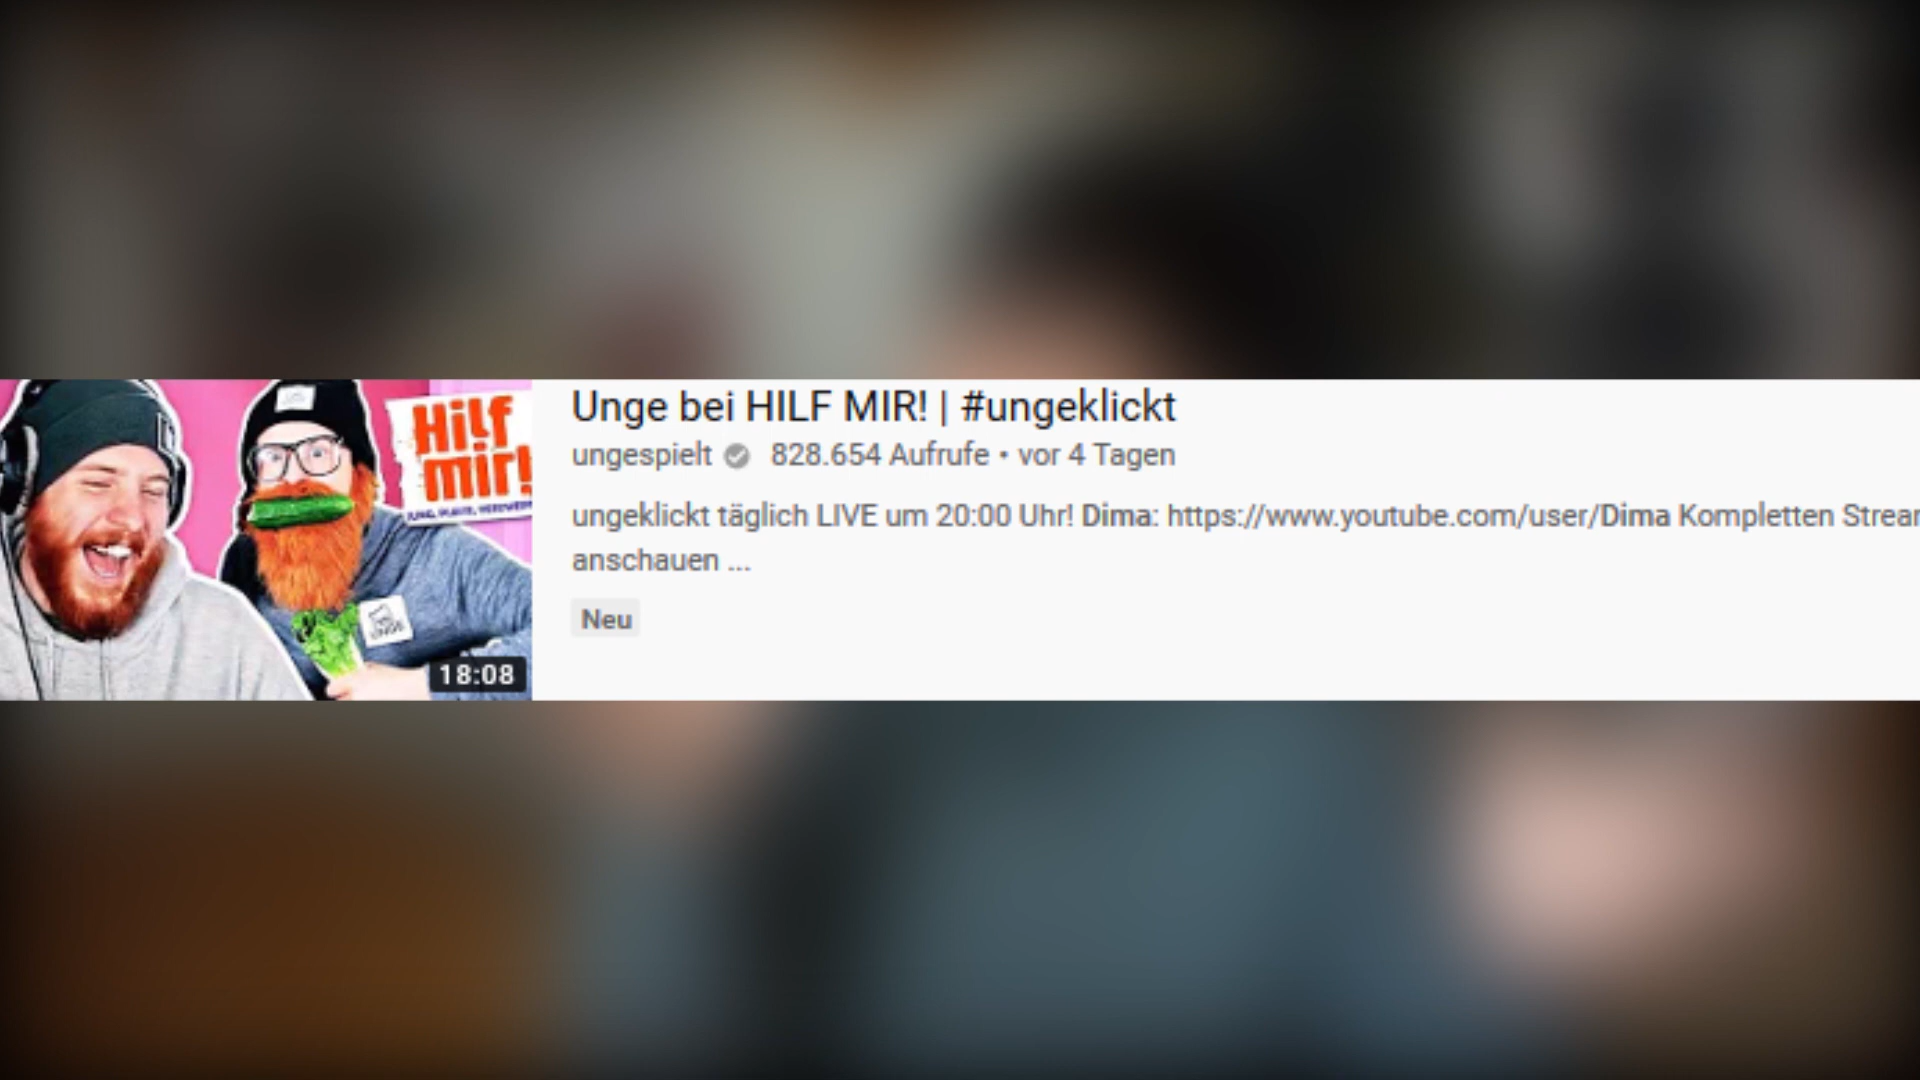 Hilf
mir!
UNGE
18:08
Unge bei HILF MIR! | #ungeklickt
ungespielt 828.654 Aufrufe • vor 4 Tagen
ungeklickt täglich LIVE um 20:00 Uhr! Dima: https://www.youtube.com/user/Dima Kompletten Strea
anschauen ...
Neu